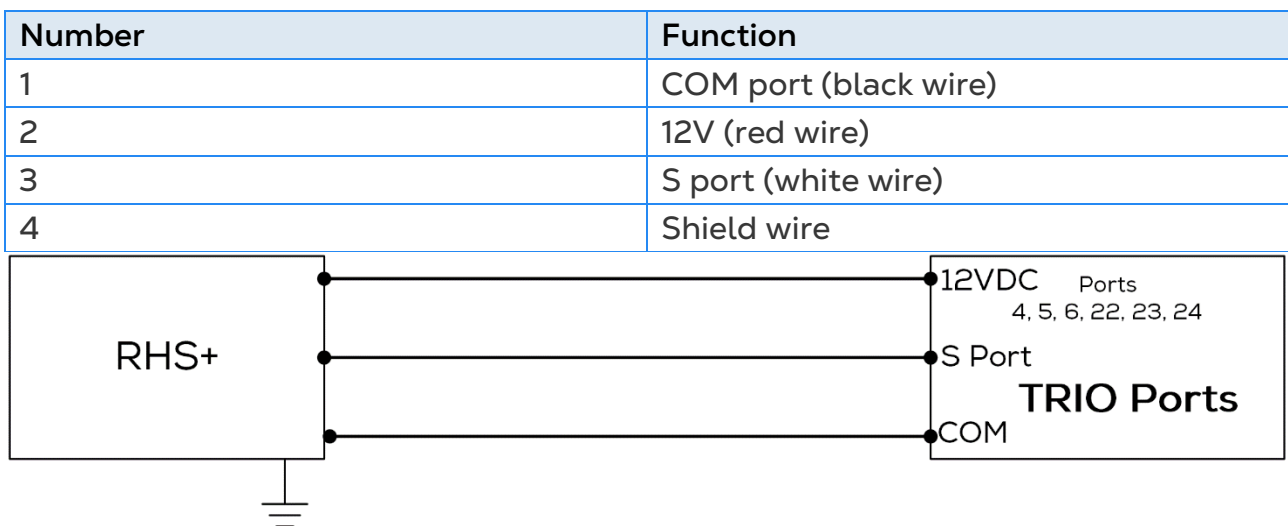 Number Function
1 COM port (black wire)
2 12V (red wire)
3 S port (white wire)
4 Shield wire
12VDC Ports
4, 5, 6, 22, 23, 24
RHS+ S Port
TRIO Ports
COM